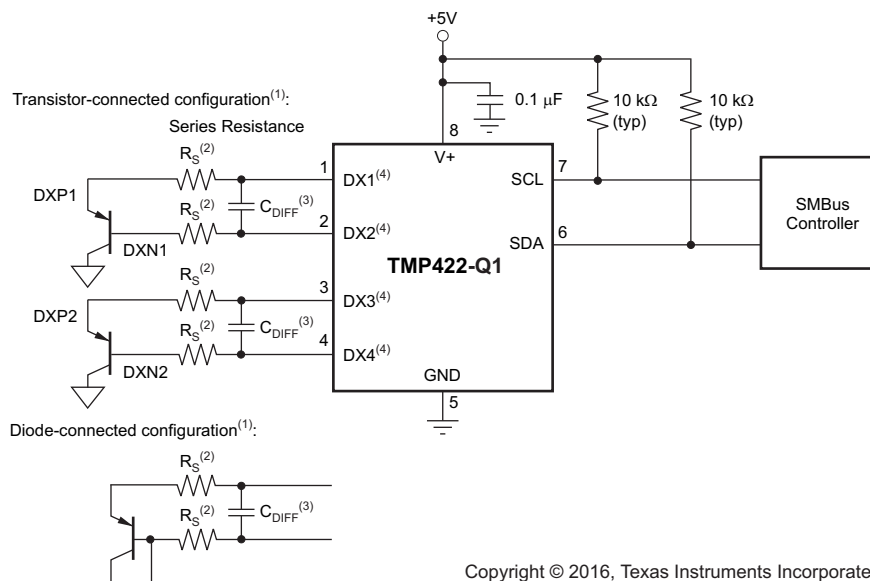 +5V
Transistor-connected configuration(1):
0.1 μF
10 kΩ
(typ)
10 kΩ
(typ)
Series Resistance
8
V+
RS(2)
1
DX1(4)
SCL
7
DXP1
CDIFF(3)
SMBus
Controller
RS(2)
2
DX2(4)
SDA
6
DXN1
TMP422-Q1
RS(2)
3
DX3(4)
DXP2
CDIFF(3)
RS(2)
4
DX4(4)
DXN2
GND
5
Diode-connected configuration(1):
RS(2)
RS(2)
CDIFF(3)
Copyright © 2016, Texas Instruments Incorporate